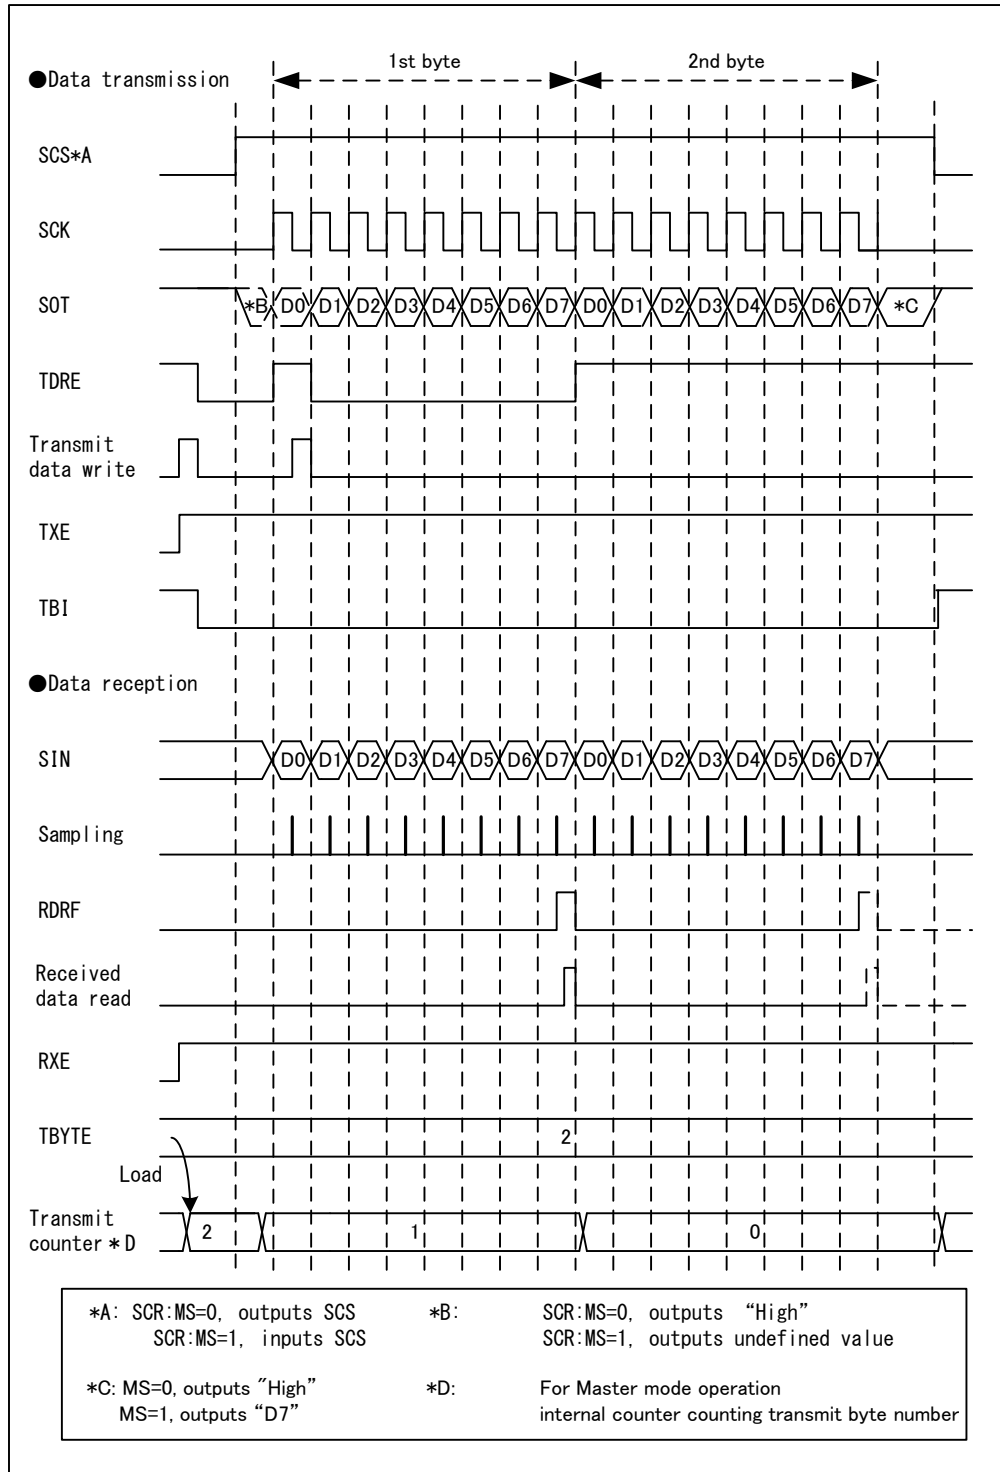 1st byte 2nd byte
●Data transmission
SCS*A
SCK
SOT *B D0 D1 D2 D3 D4 D5 D6 D7 D0 D1 D2 D3 D4 D5 D6 D7 *C
TDRE
Transmit
data write
TXE
TBI
●Data reception
SIN D0 D1 D2 D3 D4 D5 D6 D7 D0 D1 D2 D3 D4 D5 D6 D7
Sampling
RDRF
Received
data read
RXE
TBYTE 2
Load
Transmit
counter *D 2 1 0
*A: SCR:MS=0, outputs SCS *B: SCR:MS=0, outputs “High”
SCR:MS=1, inputs SCS SCR:MS=1, outputs undefined value
*C: MS=0, outputs "High" *D: For Master mode operation
MS=1, outputs “D7” internal counter counting transmit byte number